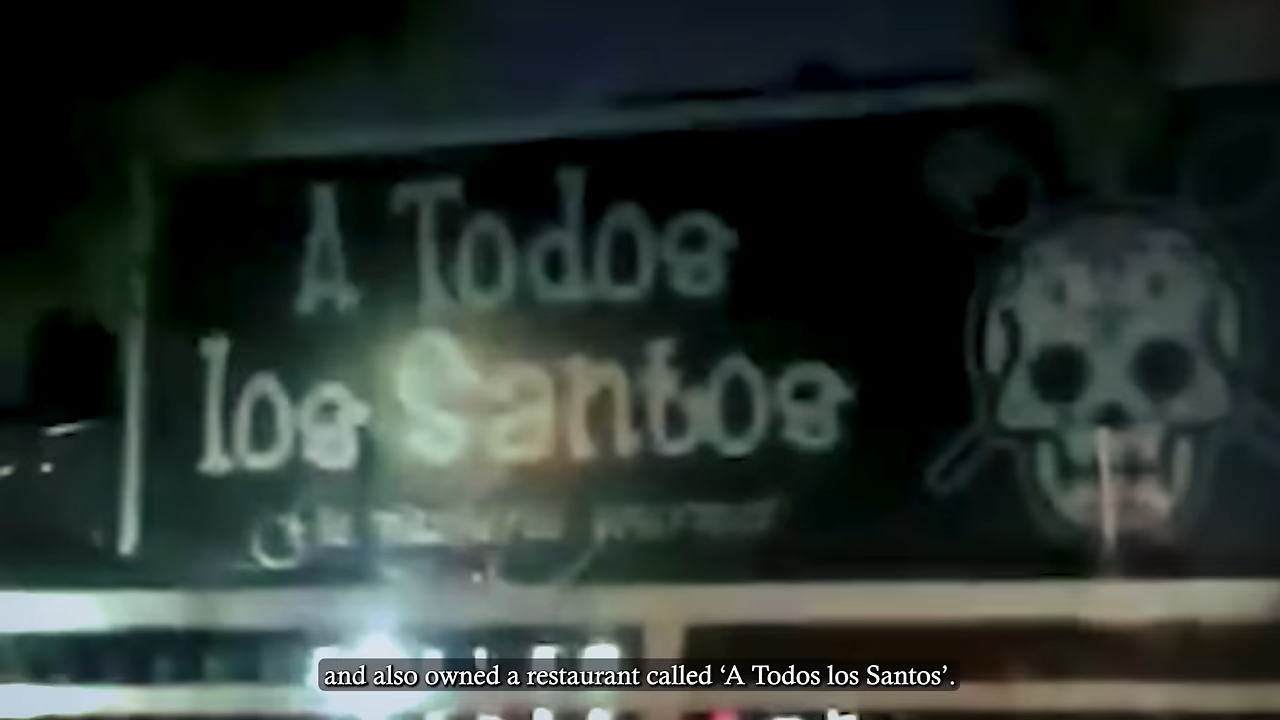 A Todos
los Santos
and also owned a restaurant called ‘A Todos los Santos’.